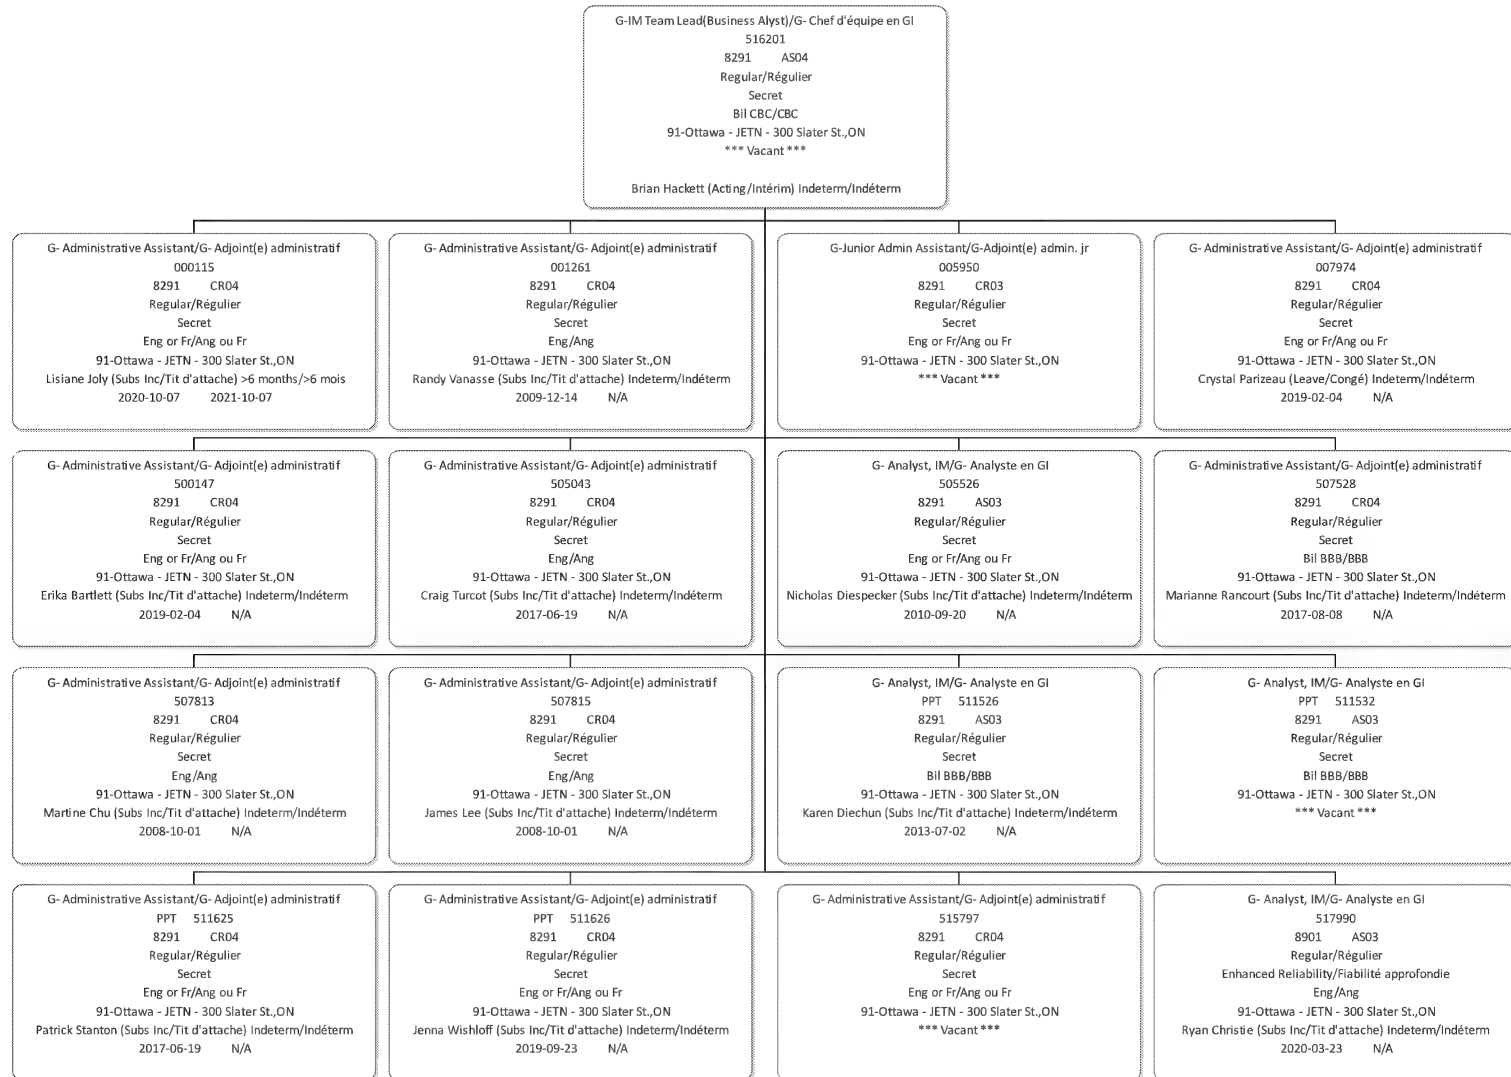 G-IM Team Lead(Business Alyst)/G- Chef d'équipe en GI
516201
8291 AS04
Regular/Régulier
Secret
Bil CBC/CBC
91-Ottawa - JETN - 300 Slater St.,ON
*** Vacant ***
Brian Hackett (Acting/Intérim) Indeterm/Indéterm
G- Administrative Assistant/G- Adjoint(e) administratif
000115
8291 CR04
Regular/Régulier
Secret
Eng or Fr/Ang ou Fr
91-Ottawa - JETN - 300 Slater St.,ON
Lisiane Joly (Subs Inc/Tit d'attache) >6 months/>6 mois
2020-10-07 2021-10-07
G- Administrative Assistant/G- Adjoint(e) administratif
001261
8291 CR04
Regular/Régulier
Secret
Eng/Ang
91-Ottawa - JETN - 300 Slater St.,ON
Randy Vanasse (Subs Inc/Tit d'attache) Indeterm/Indéterm
2009-12-14 N/A
G-Junior Admin Assistant/G-Adjoint(e) admin. jr
005950
8291 CR03
Regular/Régulier
Secret
Eng or Fr/Ang ou Fr
91-Ottawa - JETN - 300 Slater St.,ON
*** Vacant ***
G- Administrative Assistant/G- Adjoint(e) administratif
007974
8291 CR04
Regular/Régulier
Secret
Eng or Fr/Ang ou Fr
91-Ottawa - JETN - 300 Slater St.,ON
Crystal Parizeau (Leave/Congé) Indeterm/Indéterm
2019-02-04 N/A
G- Administrative Assistant/G- Adjoint(e) administratif
500147
8291 CR04
Regular/Régulier
Secret
Eng or Fr/Ang ou Fr
91-Ottawa - JETN - 300 Slater St.,ON
Erika Bartlett (Subs Inc/Tit d'attache) Indeterm/Indéterm
2019-02-04 N/A
G- Administrative Assistant/G- Adjoint(e) administratif
505043
8291 CR04
Regular/Régulier
Secret
Eng/Ang
91-Ottawa - JETN - 300 Slater St.,ON
Craig Turcot (Subs Inc/Tit d'attache) Indeterm/Indéterm
2017-06-19 N/A
G- Analyst, IM/G- Analyste en GI
505526
8291 AS03
Regular/Régulier
Secret
Eng or Fr/Ang ou Fr
91-Ottawa - JETN - 300 Slater St.,ON
Nicholas Diespecker (Subs Inc/Tit d'attache) Indeterm/Indéterm
2010-09-20 N/A
G- Administrative Assistant/G- Adjoint(e) administratif
507528
8291 CR04
Regular/Régulier
Secret
Bil BBB/BBB
91-Ottawa - JETN - 300 Slater St.,ON
Marianne Rancourt (Subs Inc/Tit d'attache) Indeterm/Indéterm
2017-08-08 N/A
G- Administrative Assistant/G- Adjoint(e) administratif
507813
8291 CR04
Regular/Régulier
Secret
Eng/Ang
91-Ottawa - JETN - 300 Slater St.,ON
Martine Chu (Subs Inc/Tit d'attache) Indeterm/Indéterm
2008-10-01 N/A
G- Administrative Assistant/G- Adjoint(e) administratif
507815
8291 CR04
Regular/Régulier
Secret
Eng/Ang
91-Ottawa - JETN - 300 Slater St.,ON
James Lee (Subs Inc/Tit d'attache) Indeterm/Indéterm
2008-10-01 N/A
G- Analyst, IM/G- Analyste en GI
PPT 511526
8291 AS03
Regular/Régulier
Secret
Bil BBB/BBB
91-Ottawa - JETN - 300 Slater St.,ON
Karen Diechun (Subs Inc/Tit d'attache) Indeterm/Indéterm
2013-07-02 N/A
G- Analyst, IM/G- Analyste en GI
PPT 511532
8291 AS03
Regular/Régulier
Secret
Bil BBB/BBB
91-Ottawa - JETN - 300 Slater St.,ON
*** Vacant ***
G- Administrative Assistant/G- Adjoint(e) administratif
PPT 511625
8291 CR04
Regular/Régulier
Secret
Eng or Fr/Ang ou Fr
91-Ottawa - JETN - 300 Slater St.,ON
Patrick Stanton (Subs Inc/Tit d'attache) Indeterm/Indéterm
2017-06-19 N/A
G- Administrative Assistant/G- Adjoint(e) administratif
PPT 511626
8291 CR04
Regular/Régulier
Secret
Eng or Fr/Ang ou Fr
91-Ottawa - JETN - 300 Slater St.,ON
Jenna Wishloff (Subs Inc/Tit d'attache) Indeterm/Indéterm
2019-09-23 N/A
G- Administrative Assistant/G- Adjoint(e) administratif
515797
8291 CR04
Regular/Régulier
Secret
Eng or Fr/Ang ou Fr
91-Ottawa - JETN - 300 Slater St.,ON
*** Vacant ***
G- Analyst, IM/G- Analyste en GI
517990
8901 AS03
Regular/Régulier
Enhanced Reliability/Fiabilité approfondie
Eng/Ang
91-Ottawa - JETN - 300 Slater St.,ON
Ryan Christie (Subs Inc/Tit d'attache) Indeterm/Indéterm
2020-03-23 N/A